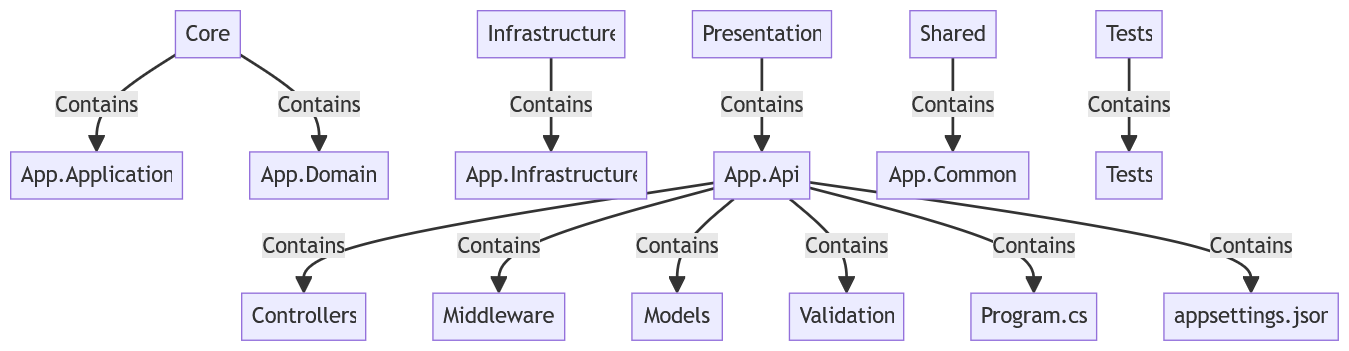 Core
Infrastructure
Presentation
Shared
Tests
Contains
Contains
Contains
Contains
Contains
Contains
App.Application
App.Domain
App.Infrastructure
App.Api
App.Common
Tests
Contains
Contains
Contains
Contains
Contains
Contains
Controllers
Middleware
Models
Validation
Program.cs
appsettings.json